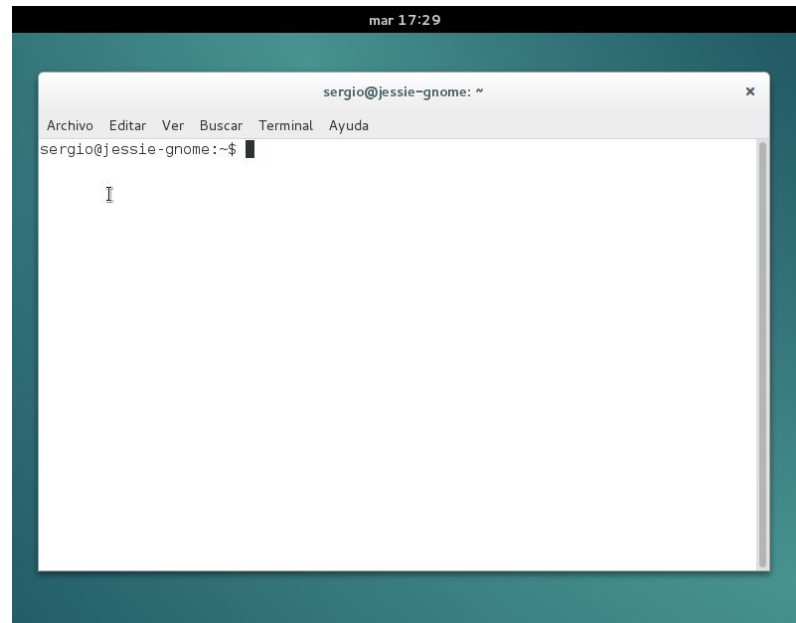 mar 17:29
sergio@jessie-gnome: ~
Archivo Editar Ver Buscar Terminal Ayuda
sergio@jessie-gnome:~$